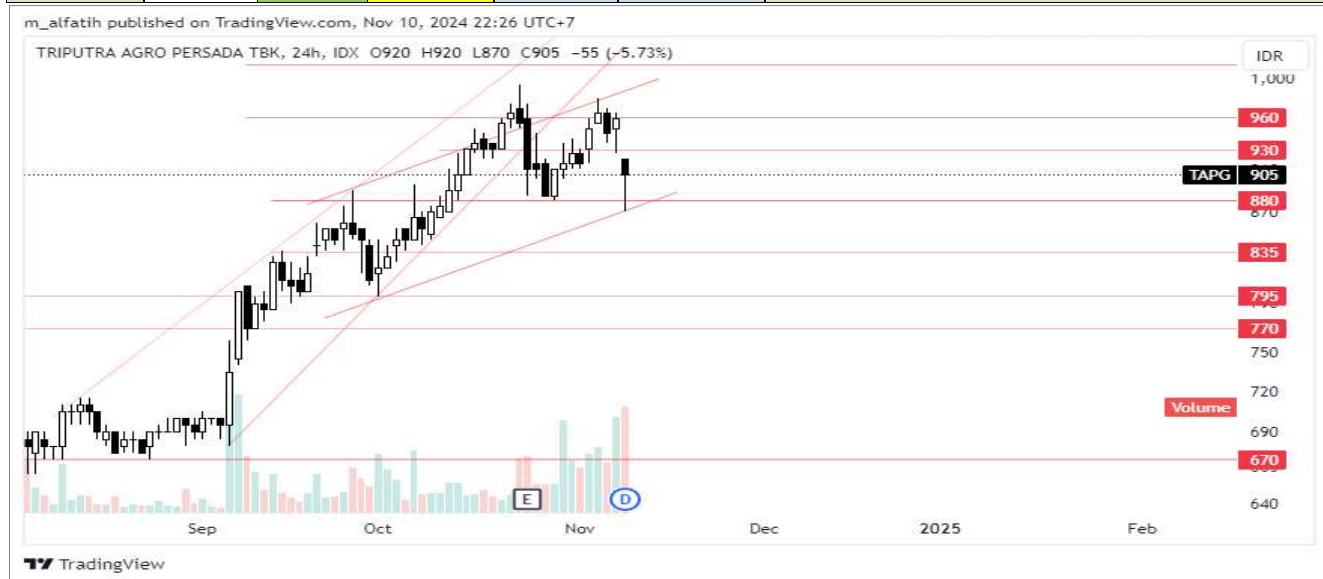 m_alfatih published on TradingView.com, Nov 10, 2024 22:26 UTC+7
TRIPUTRA AGRO PERSADA TBK, 24h, IDX O920 H920 L870 C905 −55 (−5.73%)
IDR
1,000
960
930
TAPG 905
880
870
835
795
770
750
720
Volume
690
670
640
E
D
Sep Oct Nov Dec 2025 Feb
TradingView